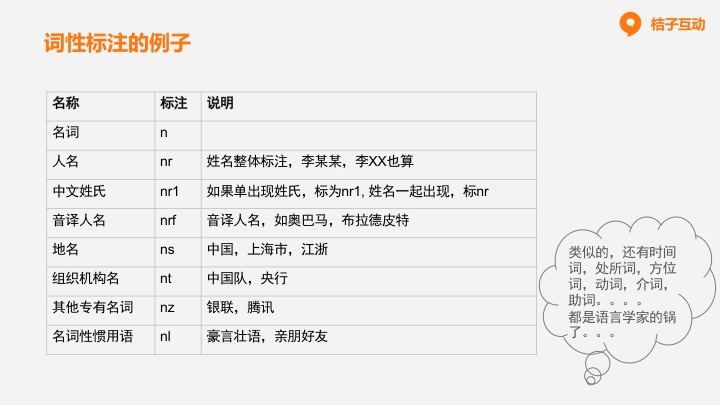 桔子互动
词性标注的例子
名称 标注 说明
名词 n
人名 nr 姓名整体标注，李某某，李XX也算
中文姓氏 nr1 如果单出现姓氏，标为nr1, 姓名一起出现，标nr
音译人名 nrf 音译人名，如奥巴马，布拉德皮特
地名 ns 中国，上海市，江浙
组织机构名 nt 中国队，央行
其他专有名词 nz 银联，腾讯
名词性惯用语 nl 豪言壮语，亲朋好友
类似的，还有时间
词，处所词，方位
词，动词，介词，
助词。。。。
都是语言学家的锅
了。。。